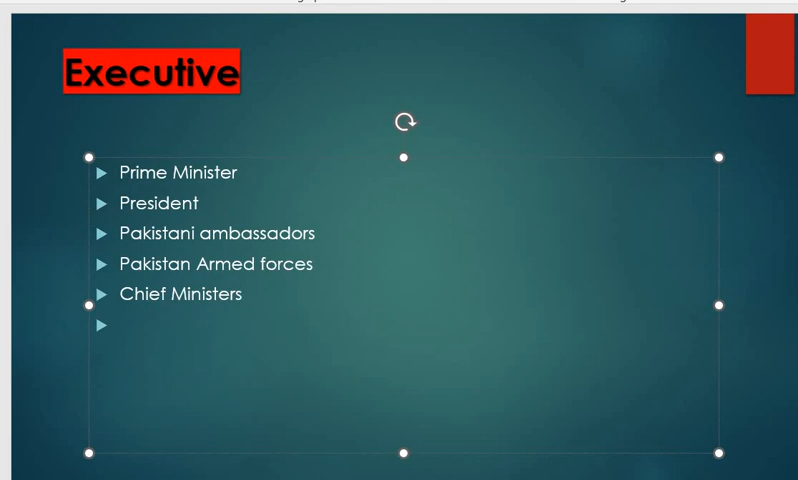 Executive
Prime Minister
President
Pakistani ambassadors
Pakistan Armed forces
Chief Ministers